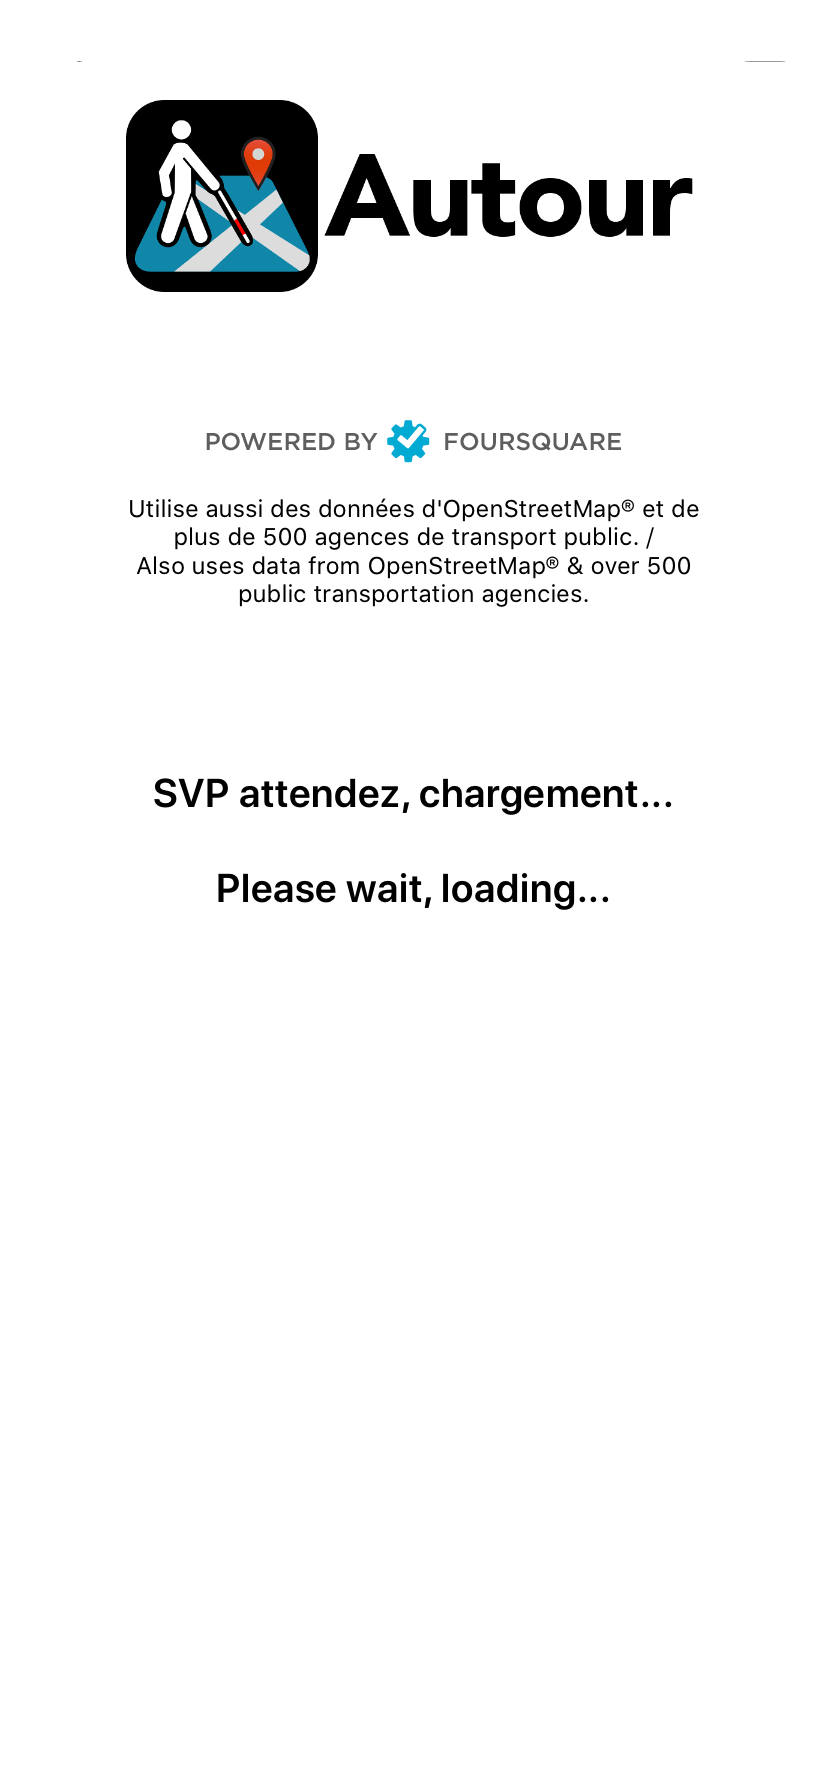 Autour
POWERED BY FOURSQUARE
Utilise aussi des données d'OpenStreetMap® et de
plus de 500 agences de transport public. /
Also uses data from OpenStreetMap® & over 500
public transportation agencies.
SVP attendez, chargement...
Please wait, loading...